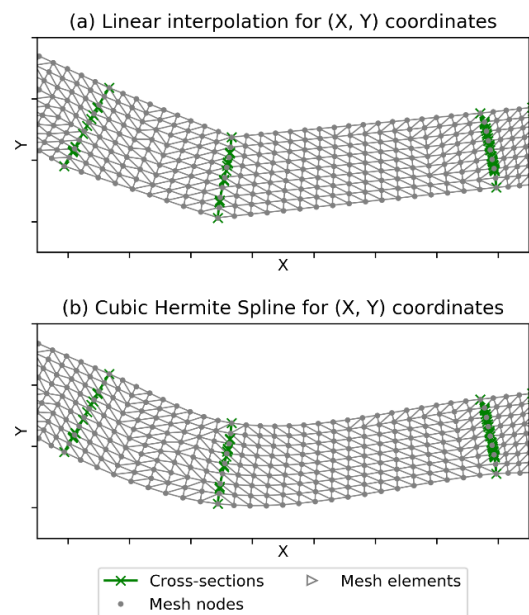 (a) Linear interpolation for (X, Y) coordinates
Y
X
(b) Cubic Hermite Spline for (X, Y) coordinates
Y
X
Cross-sections
Mesh elements
Mesh nodes